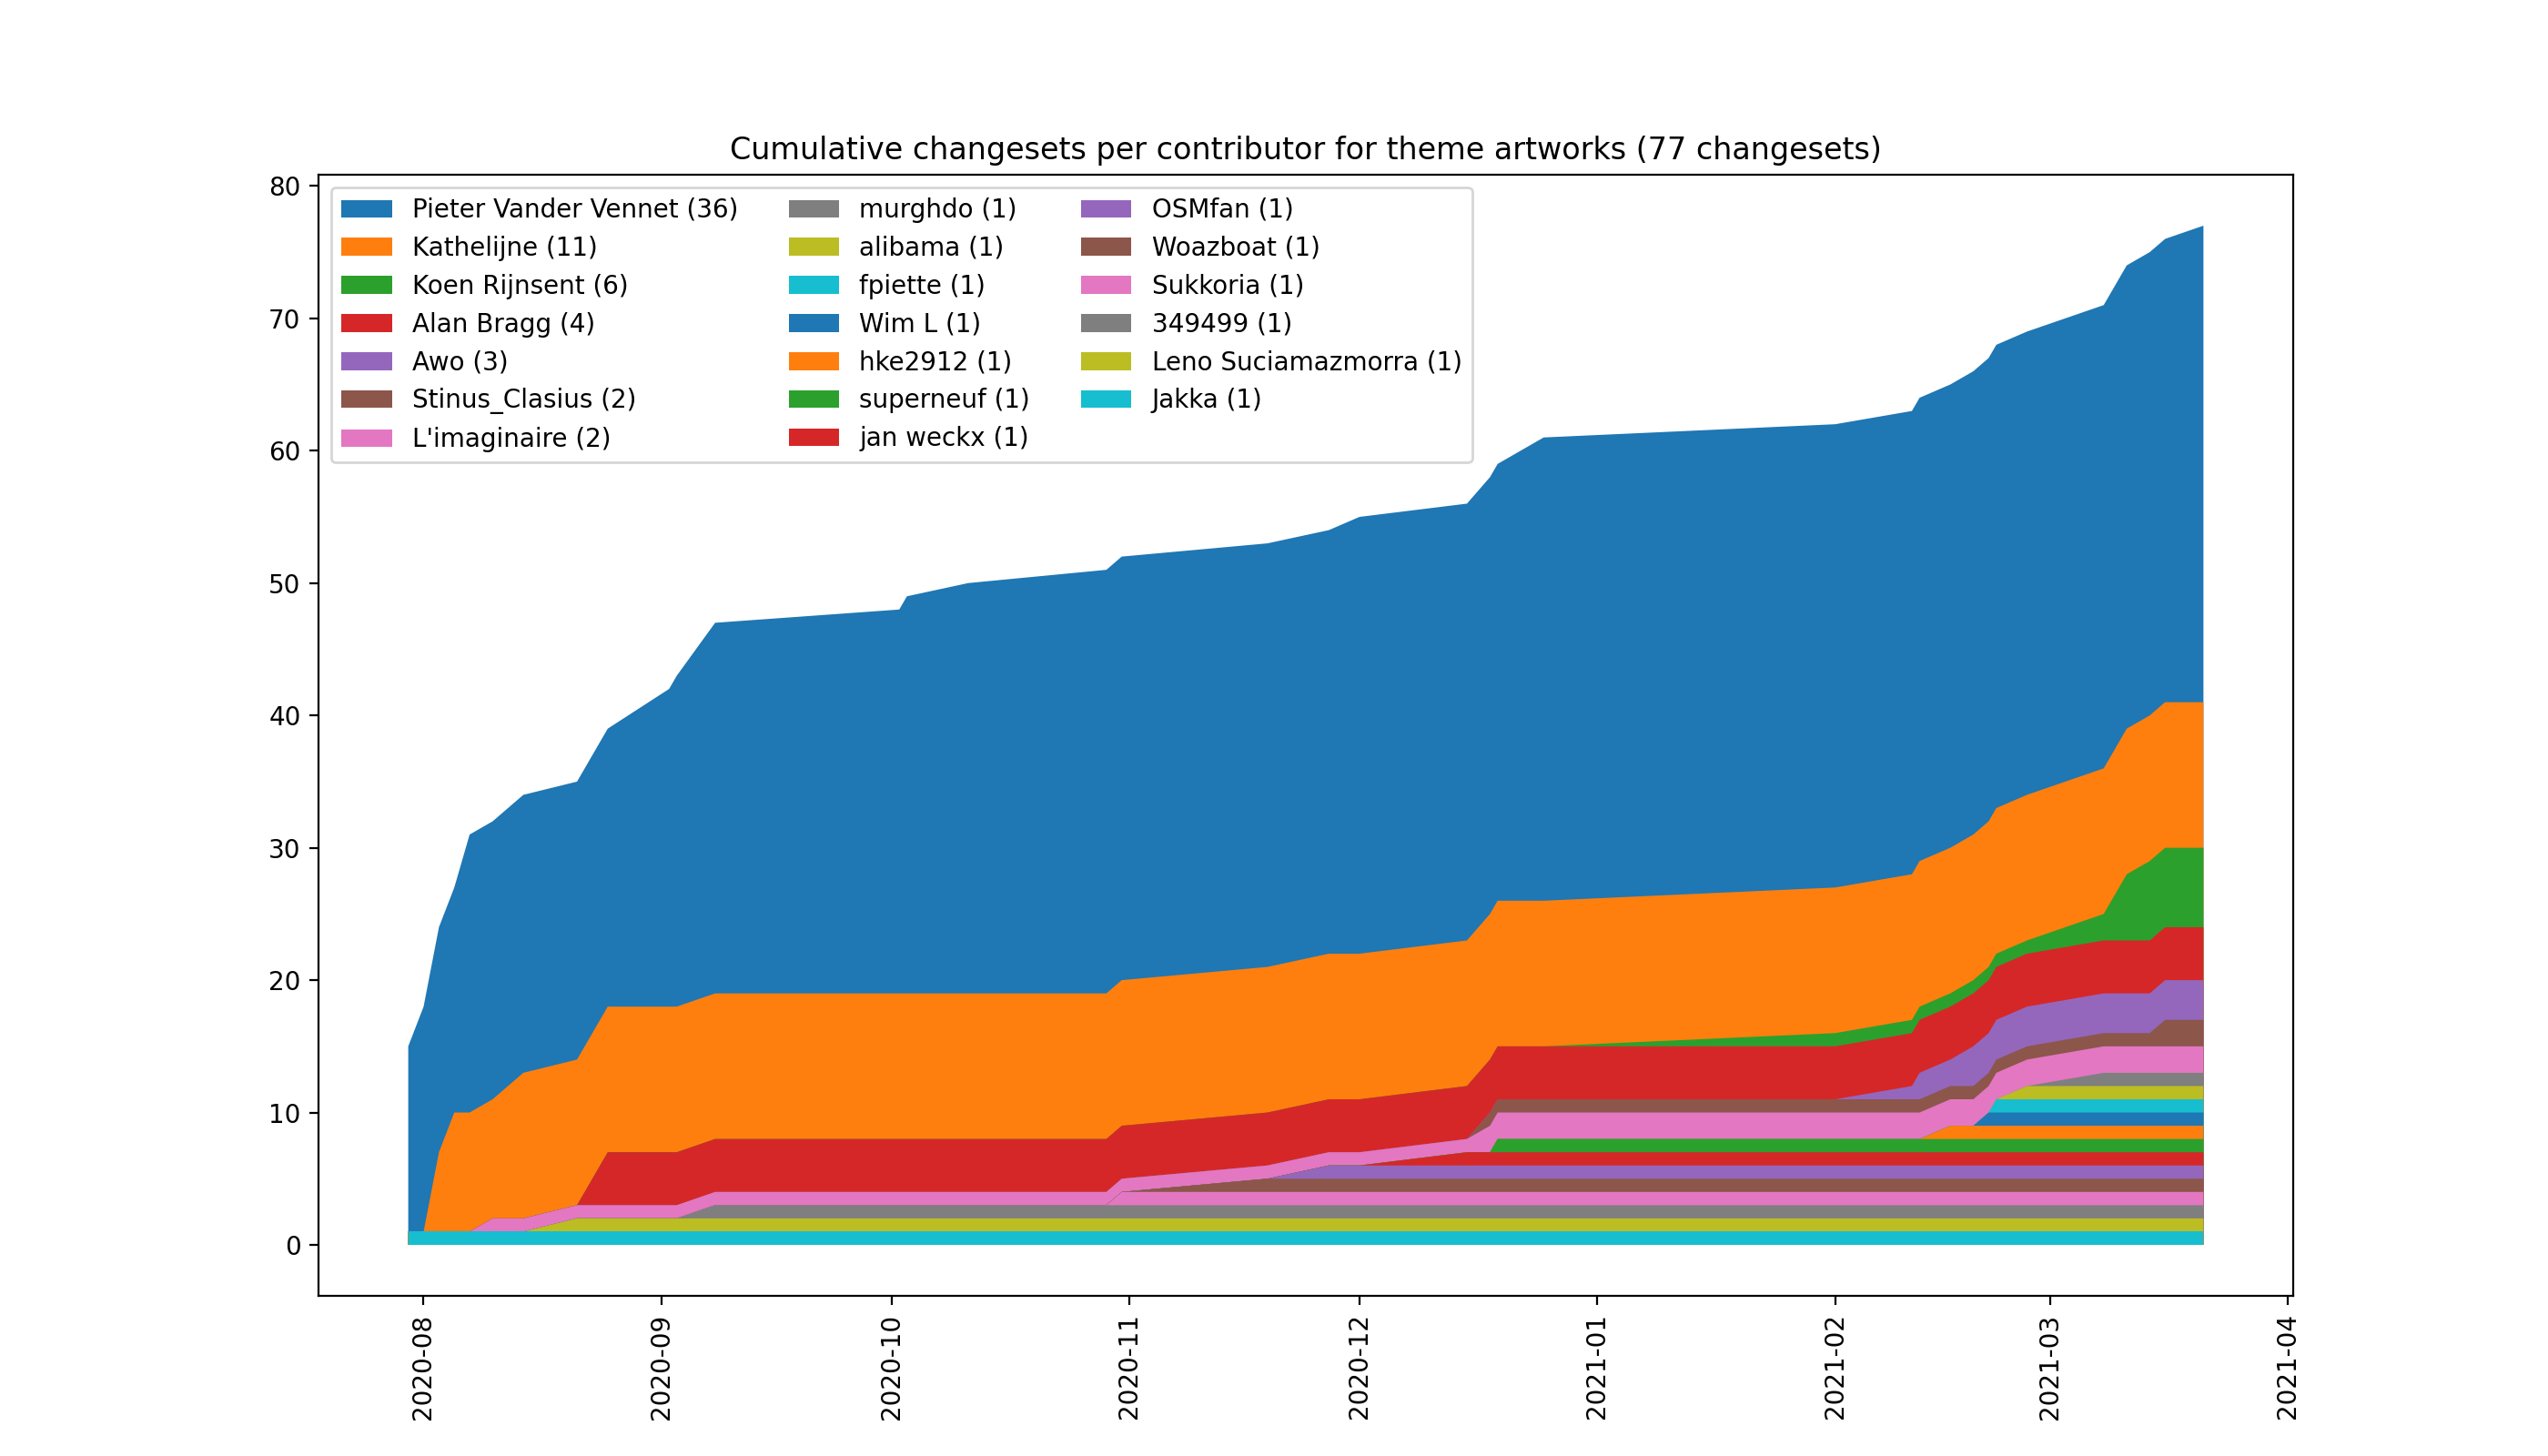 Cumulative changesets per contributor for theme artworks (77 changesets)
Pieter Vander Vennet (36)
Kathelijne (11)
Koen Rijnsent (6)
Alan Bragg (4)
Awo (3)
Stinus_Clasius (2)
L'imaginaire (2)
murghdo (1)
alibama (1)
fpiette (1)
Wim L (1)
hke2912 (1)
superneuf (1)
jan weckx (1)
OSMfan (1)
Woazboat (1)
Sukkoria (1)
349499 (1)
Leno Suciamazmorra (1)
Jakka (1)
80
70
60
50
40
30
20
10
0
2020-08
2020-09
2020-10
2020-11
2020-12
2021-01
2021-02
2021-03
2021-04